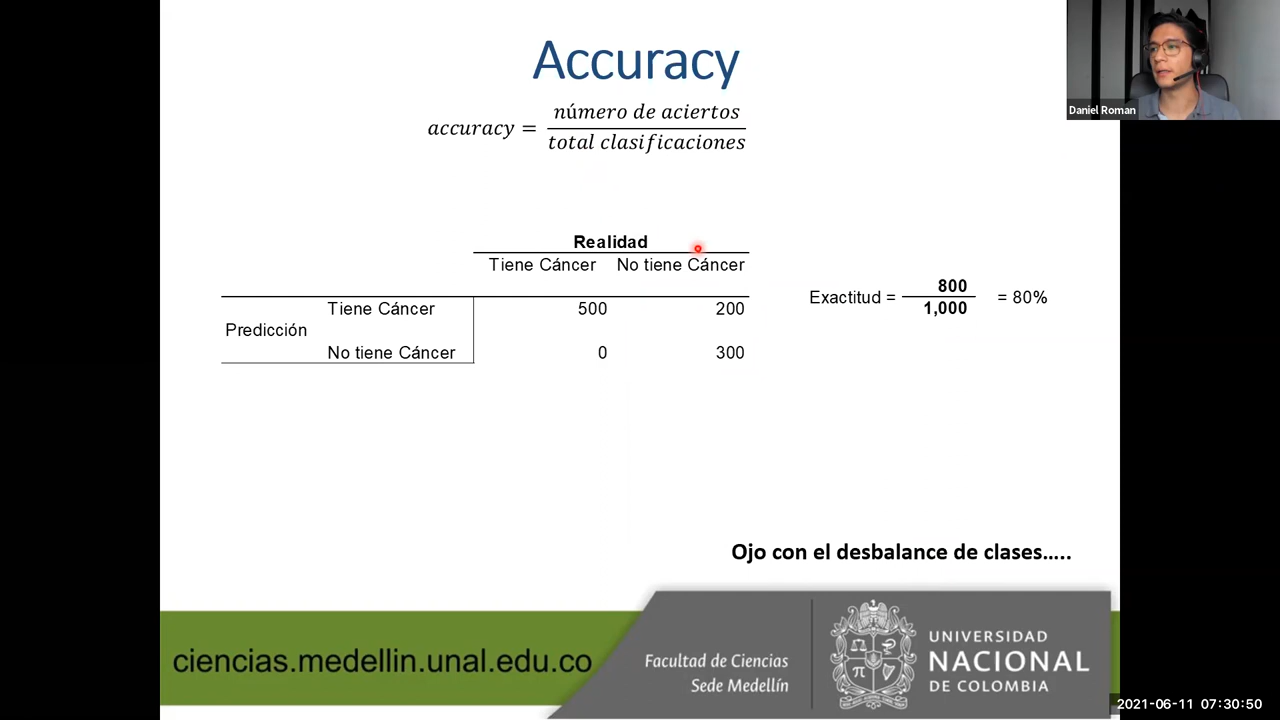 Accuracy
accuracy = número de aciertos / total clasificaciones
Daniel Roman
Realidad
Tiene Cáncer No tiene Cáncer
Tiene Cáncer 500 200
Predicción
No tiene Cáncer 0 300
Exactitud = 800 / 1,000 = 80%
Ojo con el desbalance de clases…..
ciencias.medellin.unal.edu.co
Facultad de Ciencias
Sede Medellín
UNIVERSIDAD
NACIONAL
DE COLOMBIA
2021-06-11 07:30:50